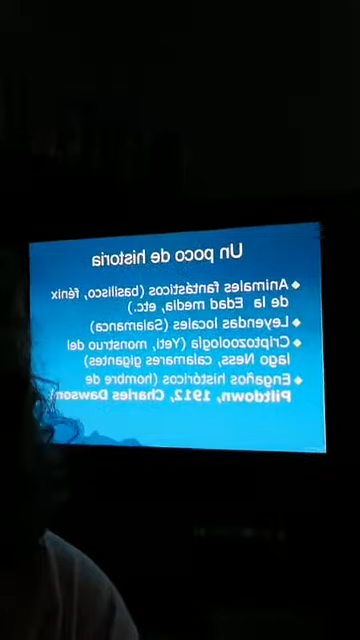 Un poco de historia
Animales fantásticos (basilisco, fénix
de la Edad media, etc.)
Leyendas locales (Salamanca)
Criptozoología (Yeti, monstruo del
lago Ness, calamares gigantes)
Engaños históricos (hombre de
Piltdown, 1912, Charles Dawson)